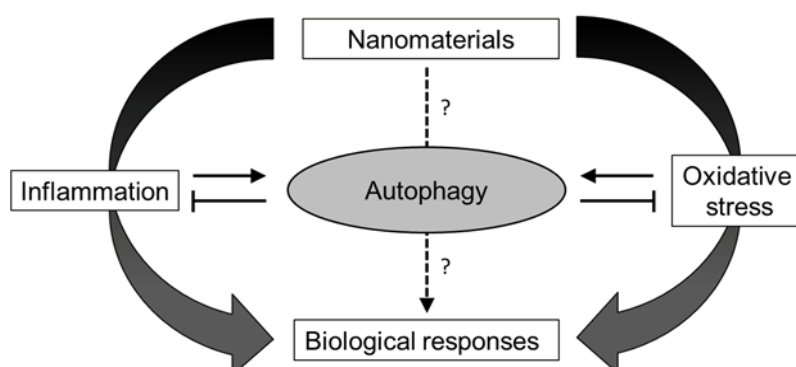 Nanomaterials
?
Inflammation
Autophagy
Oxidative
stress
?
Biological responses